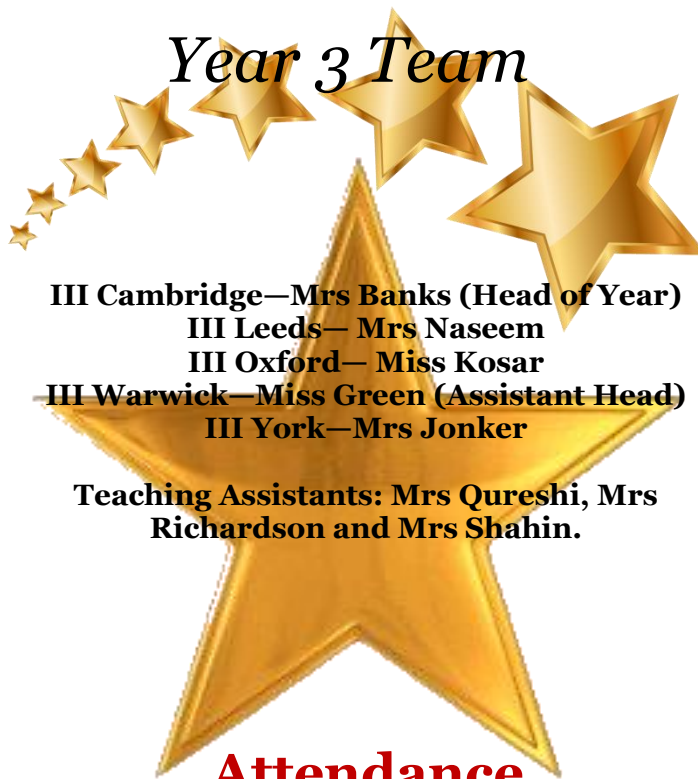 Year 3 Team
III Cambridge—Mrs Banks (Head of Year)
III Leeds— Mrs Naseem
III Oxford— Miss Kosar
III Warwick—Miss Green (Assistant Head)
III York—Mrs Jonker
Teaching Assistants: Mrs Qureshi, Mrs
Richardson and Mrs Shahin.
Attendance